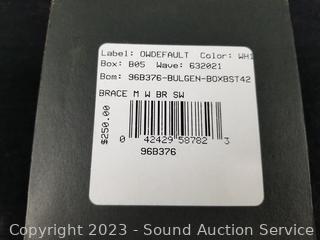 Label: OWDEFAULT Color: WHI
Box: B05 Wave: 632021
Bom: 96B376-BULGEN-BOXBST42
BRACE M W BR SW
$250.00
0 42429 58782 3
96B376
Copyright 2023 - Sound Auction Service